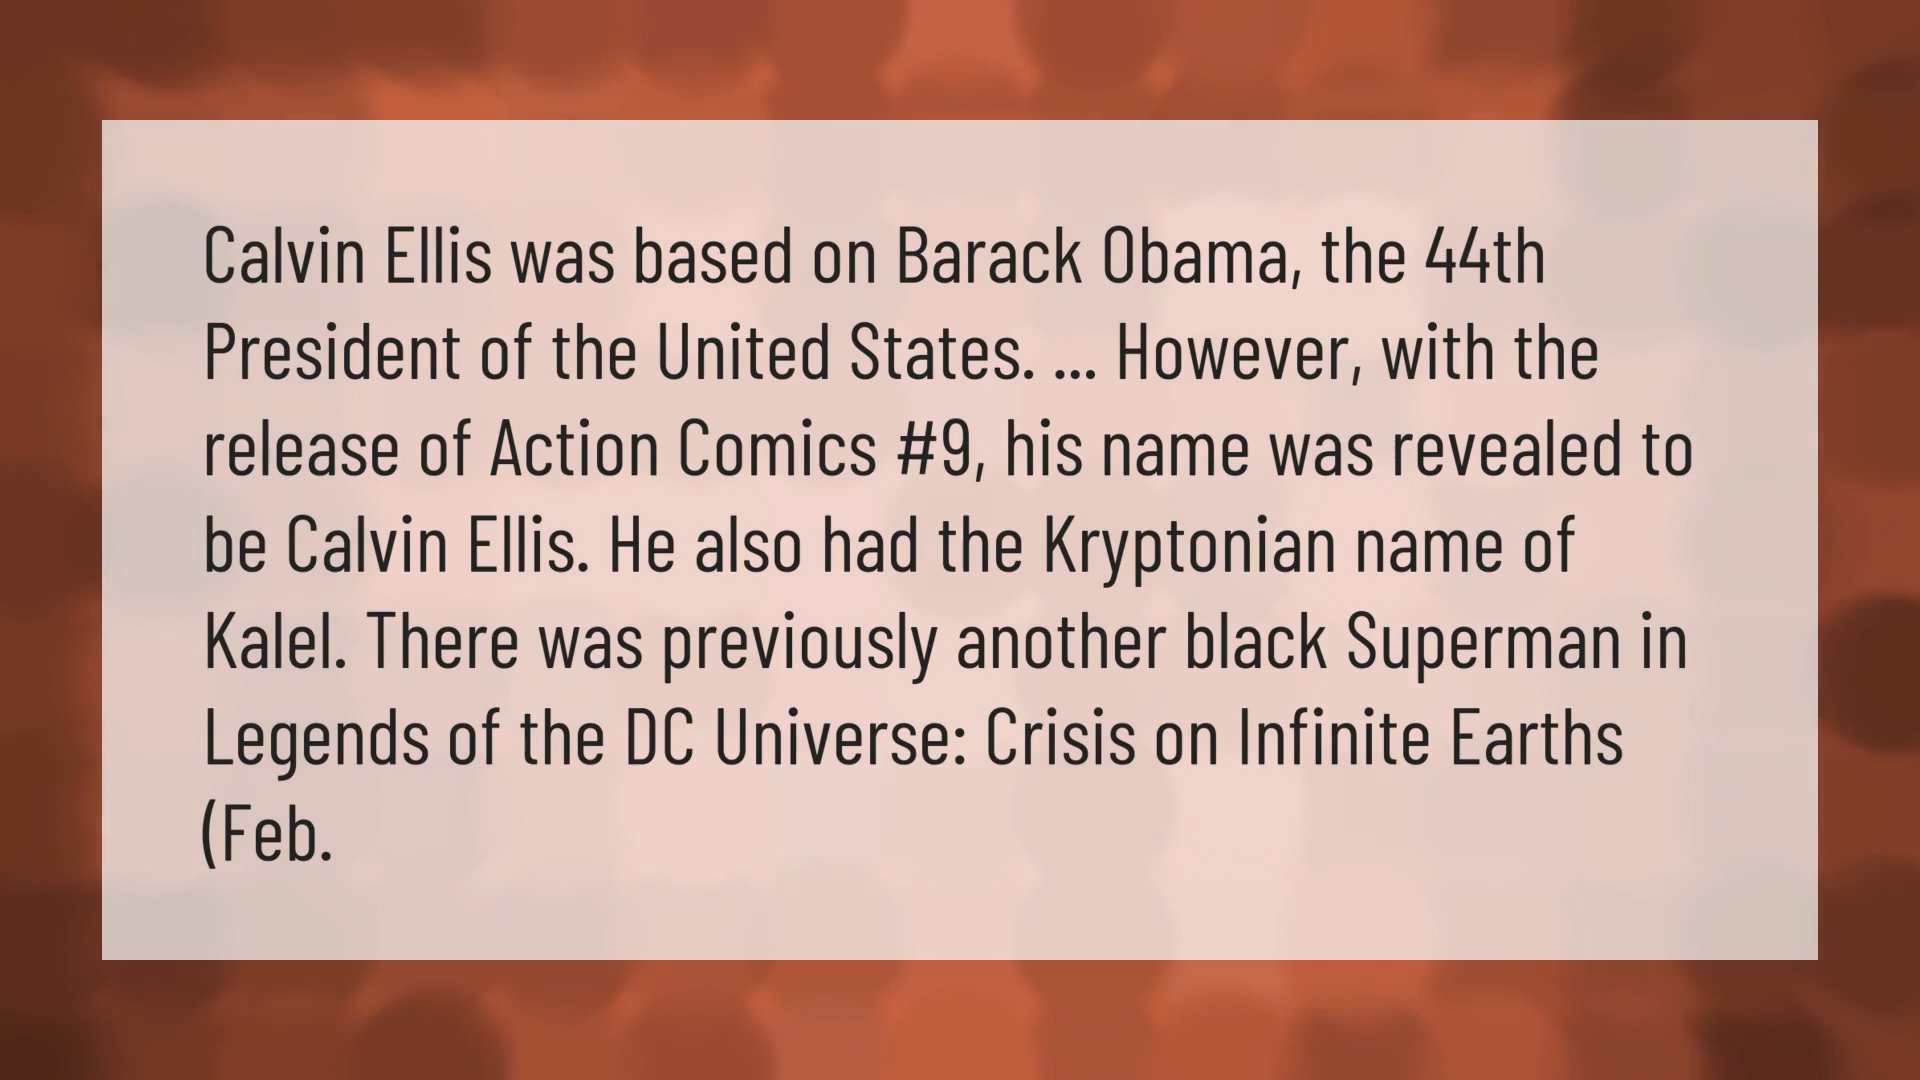 Calvin Ellis was based on Barack Obama, the 44th
President of the United States. ... However, with the
release of Action Comics #9, his name was revealed to
be Calvin Ellis. He also had the Kryptonian name of
Kalel. There was previously another black Superman in
Legends of the DC Universe: Crisis on Infinite Earths
(Feb.